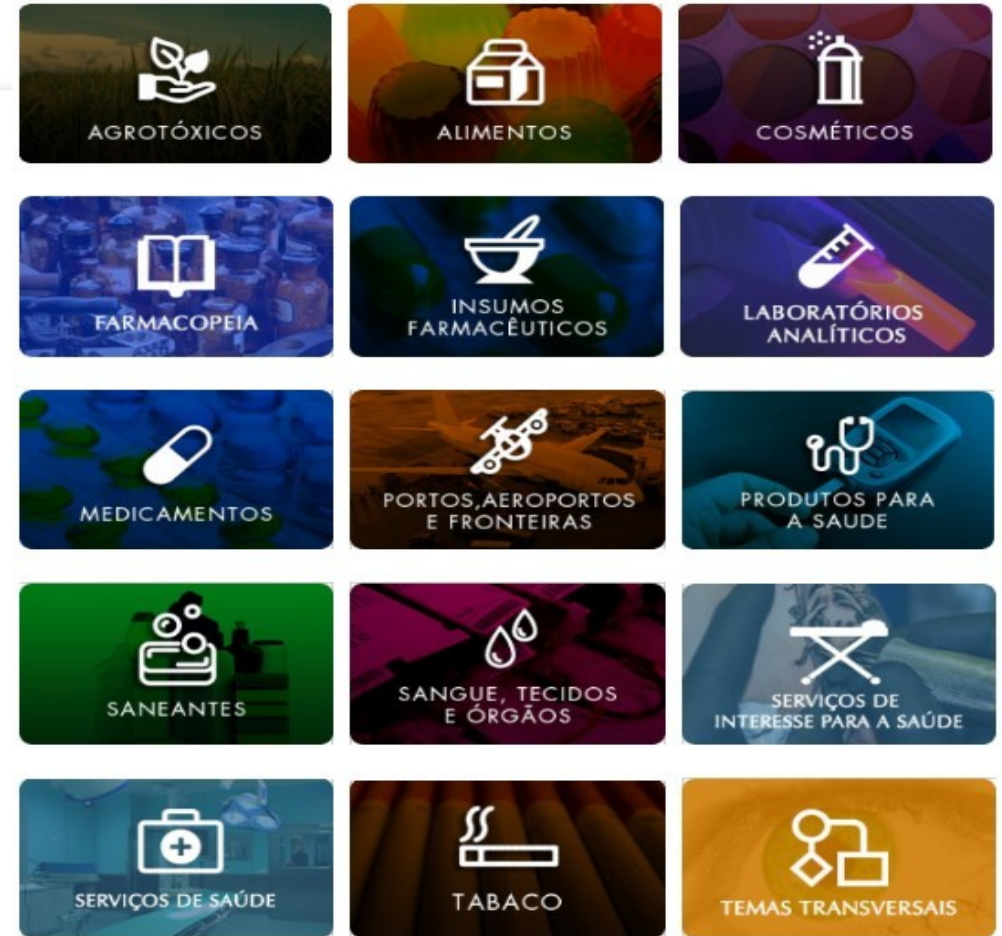 AGROTÓXICOS
ALIMENTOS
COSMÉTICOS
FARMACOPEIA
INSUMOS
FARMACÊUTICOS
LABORATÓRIOS
ANALÍTICOS
MEDICAMENTOS
PORTOS,AEROPORTOS
E FRONTEIRAS
PRODUTOS PARA
A SAUDE
SANEANTES
SANGUE, TECIDOS
E ÓRGÃOS
SERVIÇOS DE
INTERESSE PARA A SAÚDE
SERVIÇOS DE SAÚDE
TABACO
TEMAS TRANSVERSAIS